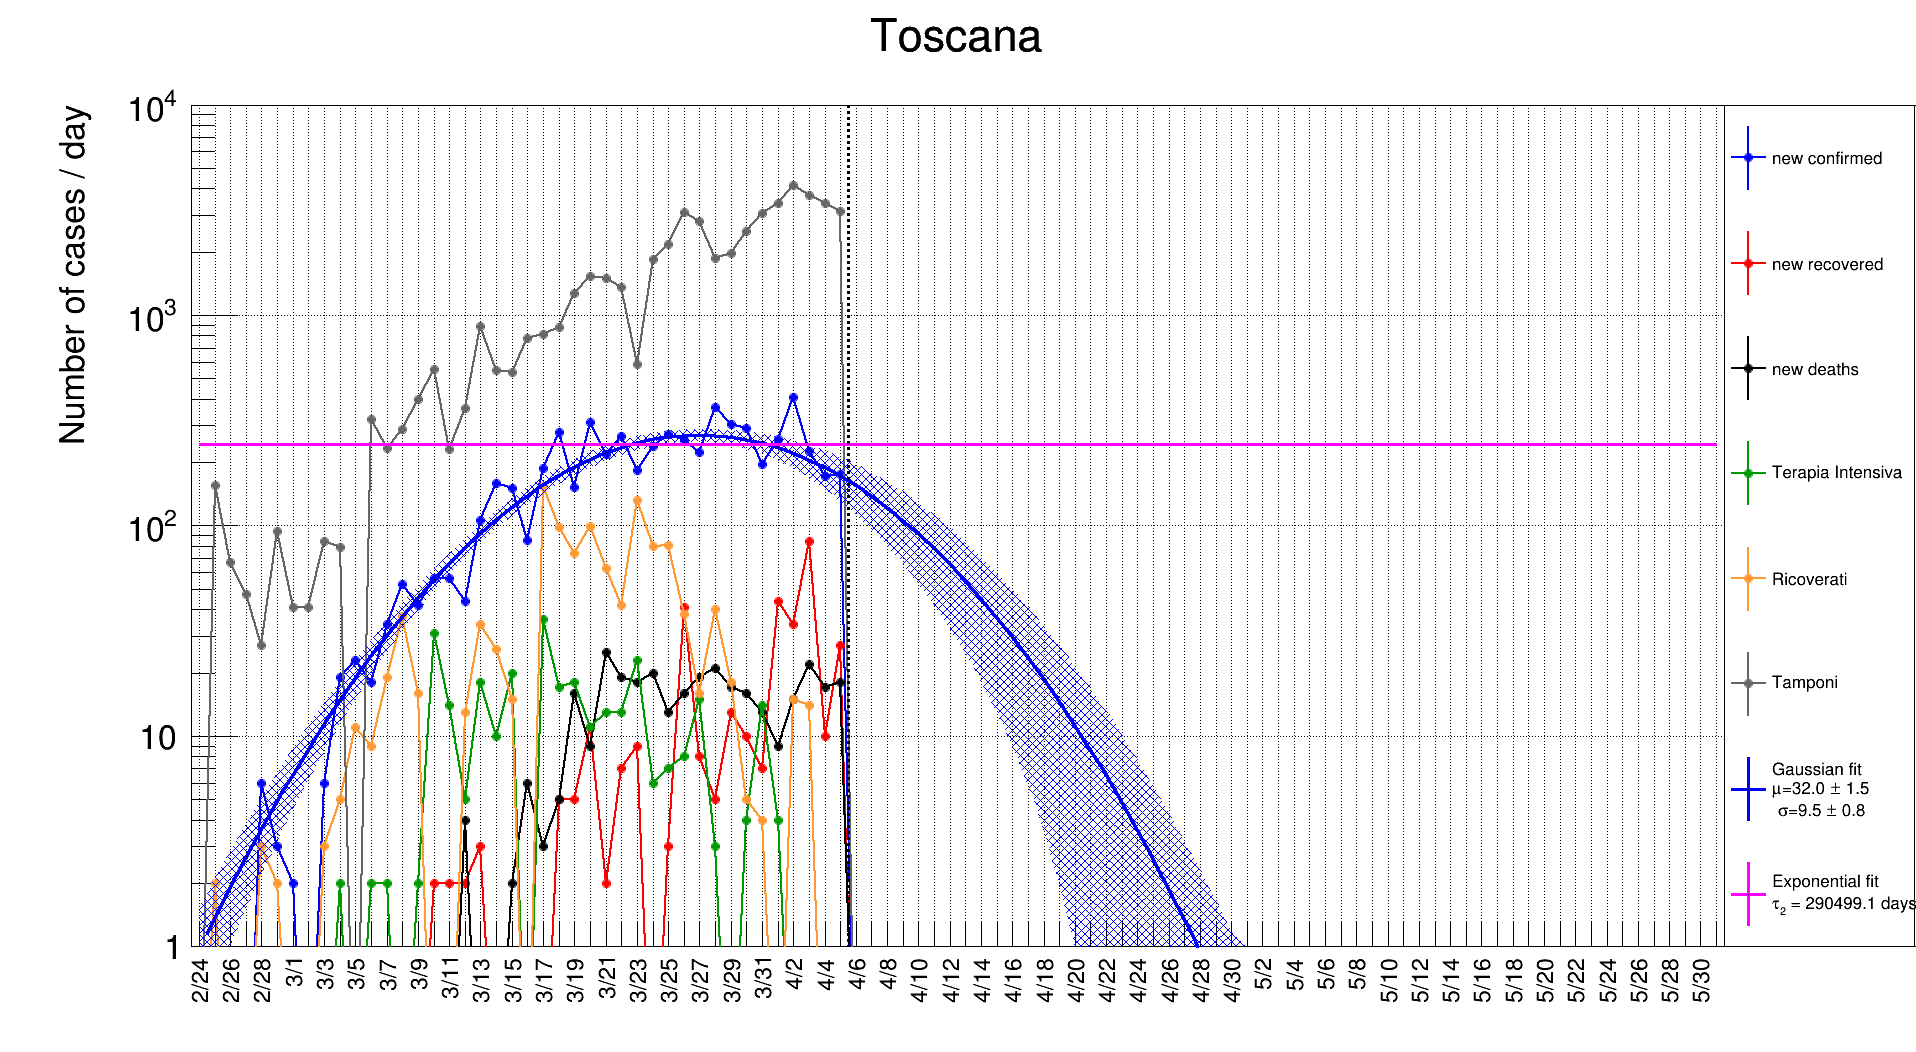 Toscana
Number of cases / day
10^4
10^3
10^2
10
1
2/24 2/26 2/28 3/1 3/3 3/5 3/7 3/9 3/11 3/13 3/15 3/17 3/19 3/21 3/23 3/25 3/27 3/29 3/31 4/2 4/4 4/6 4/8 4/10 4/12 4/14 4/16 4/18 4/20 4/22 4/24 4/26 4/28 4/30 5/2 5/4 5/6 5/8 5/10 5/12 5/14 5/16 5/18 5/20 5/22 5/24 5/26 5/28 5/30
new confirmed
new recovered
new deaths
Terapia Intensiva
Ricoverati
Tamponi
Gaussian fit
μ=32.0 ± 1.5
σ=9.5 ± 0.8
Exponential fit
τ₂ = 290499.1 days